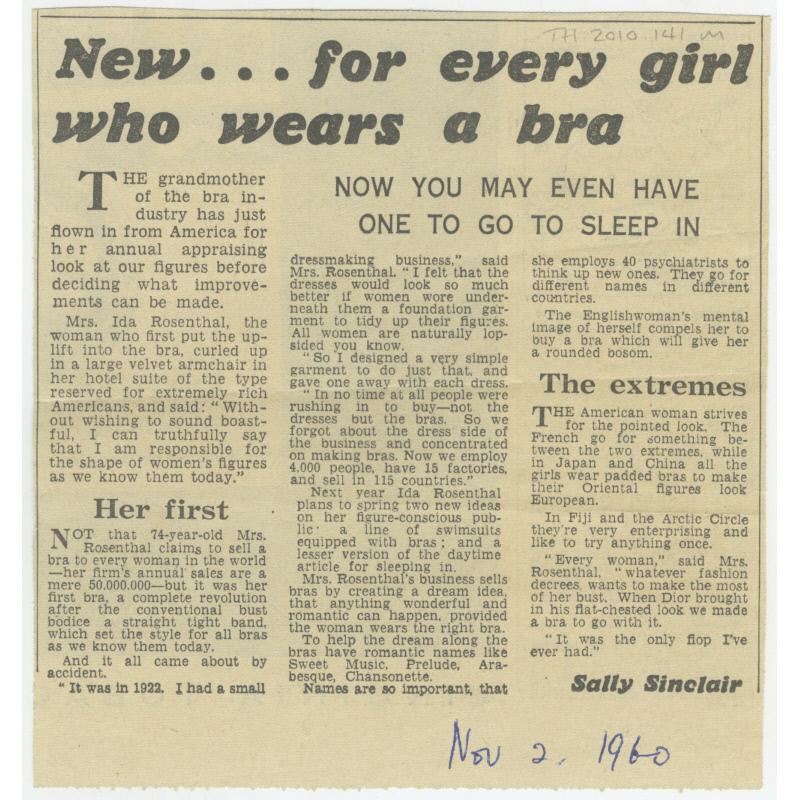 TH 2010.141 m
New...for every girl
who wears a bra
NOW YOU MAY EVEN HAVE
ONE TO GO TO SLEEP IN
THE grandmother
of the bra in-
dustry has just
flown in from America for
her annual appraising
look at our figures before
deciding what improve-
ments can be made.
Mrs. Ida Rosenthal, the
woman who first put the up-
lift into the bra, curled up
in a large velvet armchair in
her hotel suite of the type
reserved for extremely rich
Americans, and said: "With-
out wishing to sound boast-
ful, I can truthfully say
that I am responsible for
the shape of women's figures
as we know them today."
Her first
NOT that 74-year-old Mrs.
Rosenthal claims to sell a
bra to every woman in the world
—her firm's annual sales are a
mere 50,000,000—but it was her
first bra, a complete revolution
after the conventional bust
bodice a straight tight band,
which set the style for all bras
as we know them today.
And it all came about by
accident.
"It was in 1922. I had a small
dressmaking business," said
Mrs. Rosenthal. "I felt that the
dresses would look so much
better if women wore under-
neath them a foundation gar-
ment to tidy up their figures.
All women are naturally lop-
sided you know.
"So I designed a very simple
garment to do just that, and
gave one away with each dress.
"In no time at all people were
rushing in to buy—not the
dresses but the bras. So we
forgot about the dress side of
the business and concentrated
on making bras. Now we employ
4,000 people, have 15 factories,
and sell in 115 countries."
Next year Ida Rosenthal
plans to spring two new ideas
on her figure-conscious pub-
lic: a line of swimsuits
equipped with bras; and a
lesser version of the daytime
article for sleeping in.
Mrs. Rosenthal's business sells
bras by creating a dream idea,
that anything wonderful and
romantic can happen, provided
the woman wears the right bra.
To help the dream along the
bras have romantic names like
Sweet Music, Prelude, Ara-
besque, Chansonette.
Names are so important, that
she employs 40 psychiatrists to
think up new ones. They go for
different names in different
countries.
The Englishwoman's mental
image of herself compels her to
buy a bra which will give her
a rounded bosom.
The extremes
THE American woman strives
for the pointed look. The
French go for something be-
tween the two extremes, while
in Japan and China all the
girls wear padded bras to make
their Oriental figures look
European.
In Fiji and the Arctic Circle
they're very enterprising and
like to try anything once.
"Every woman," said Mrs.
Rosenthal, "whatever fashion
decrees, wants to make the most
of her bust. When Dior brought
in his flat-chested look we made
a bra to go with it.
"It was the only flop I've
ever had."
Sally Sinclair
Nov 2, 1960